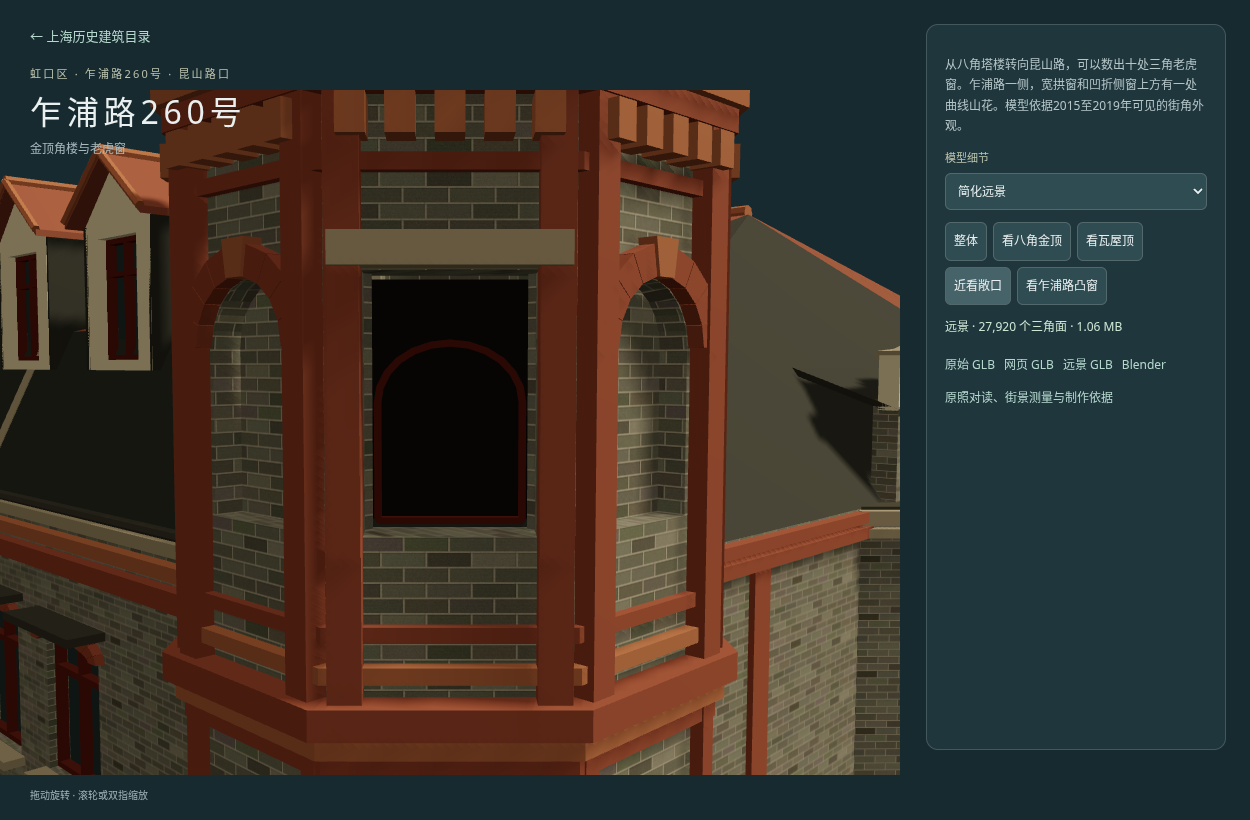 ← 上海历史建筑目录
虹口区 · 乍浦路260号 · 昆山路口
乍浦路260号
金顶角楼与老虎窗
从八角塔楼转向昆山路，可以数出十处三角老虎
窗。乍浦路一侧，宽拱窗和凹折侧窗上方有一处
曲线山花。模型依据2015至2019年可见的街角外
观。
模型细节
简化远景
整体 看八角金顶 看瓦屋顶
近看敞口 看乍浦路凸窗
远景 · 27,920 个三角面 · 1.06 MB
原始 GLB 网页 GLB 远景 GLB Blender
原照对读、街景测量与制作依据
拖动旋转 · 滚轮或双指缩放